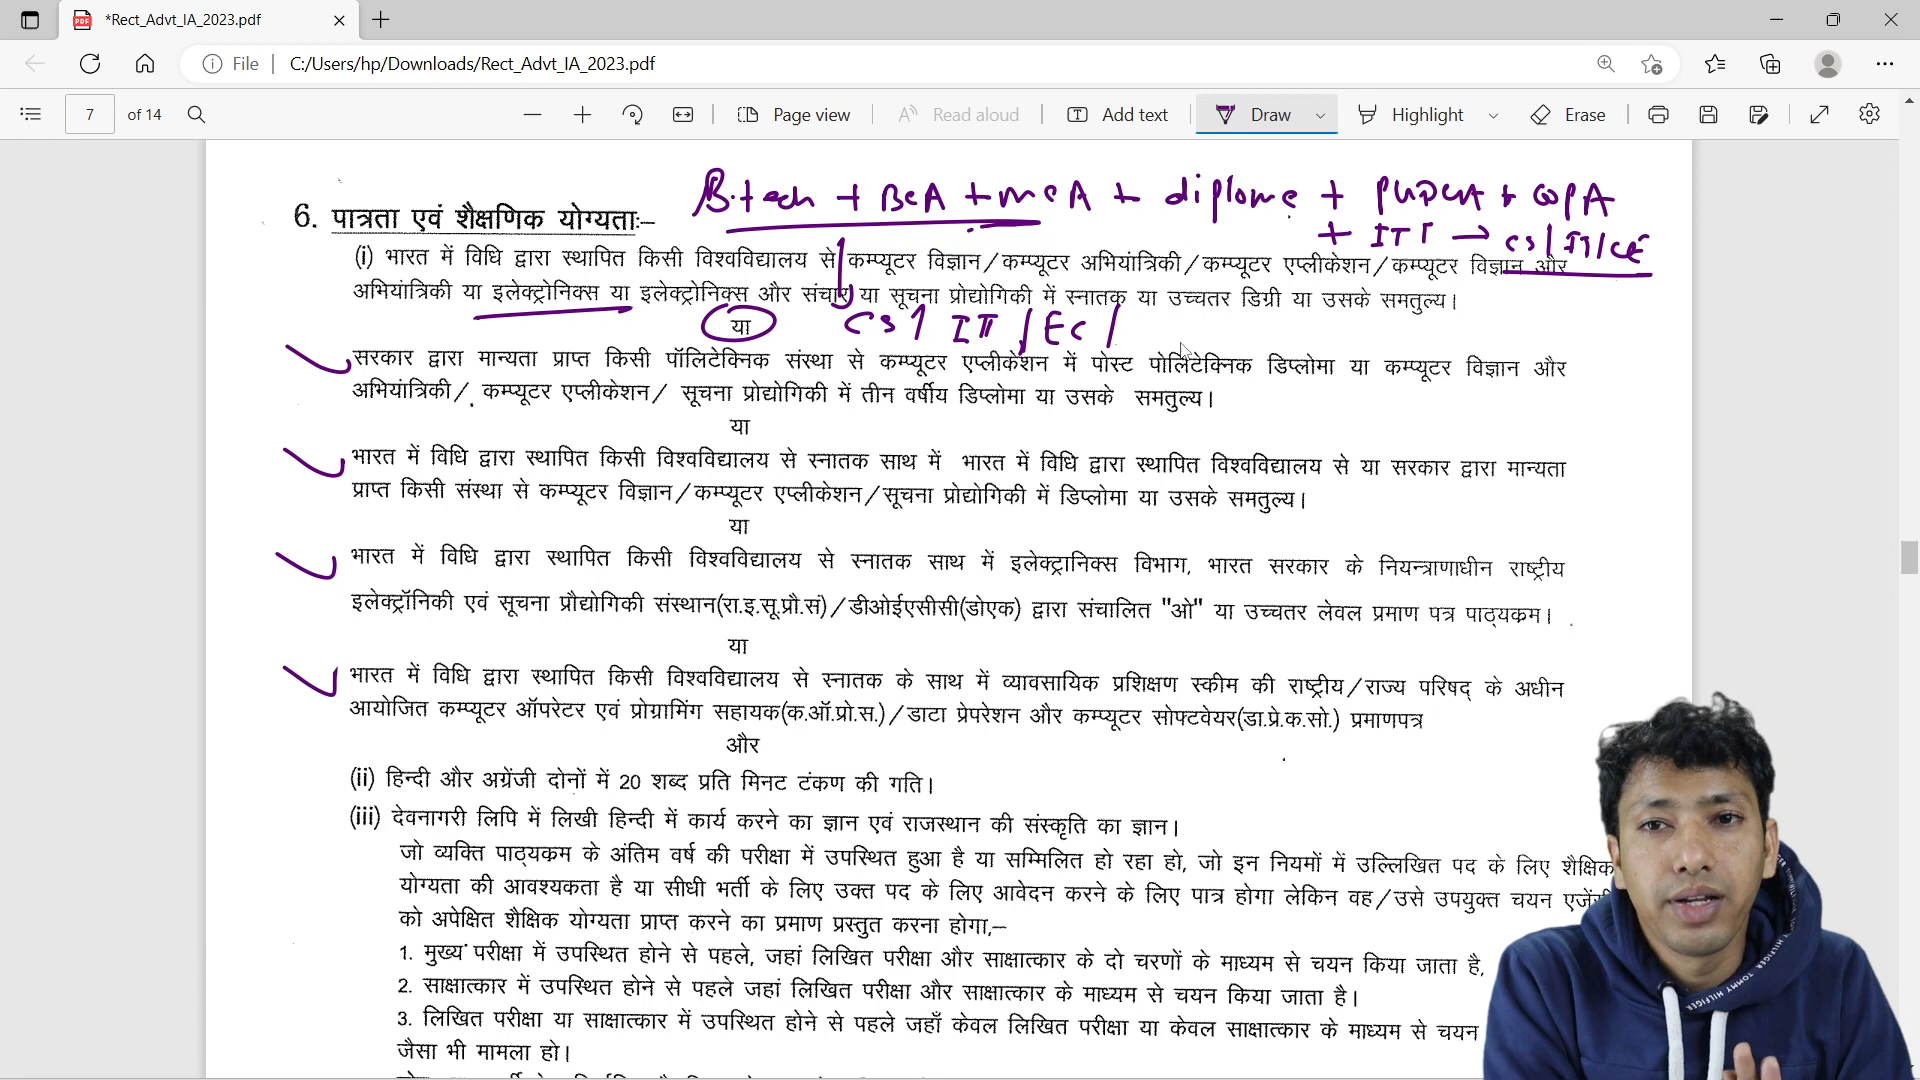 *Rect_Advt_IA_2023.pdf
File C:/Users/hp/Downloads/Rect_Advt_IA_2023.pdf
7 of 14 Page view Read aloud Add text Draw Highlight Erase
B.tech + BCA + MCA + diplome +
+ ITI → CS/IT/CE
6. पात्रता एवं शैक्षणिक योग्यताः–
(i) भारत में विधि द्वारा स्थापित किसी विश्वविद्यालय से कम्प्यूटर विज्ञान/कम्प्यूटर अभियांत्रिकी/कम्प्यूटर एप्लीकेशन/कम्प्यूटर विज्ञान और
अभियांत्रिकी या इलेक्ट्रोनिक्स या इलेक्ट्रोनिक्स और संचार या सूचना प्रोद्योगिकी में स्नातक या उच्चतर डिग्री या उसके समतुल्य।
या CS/ IT /EC/
सरकार द्वारा मान्यता प्राप्त किसी पॉलिटेक्निक संस्था से कम्प्यूटर एप्लीकेशन में पोस्ट पोलिटेक्निक डिप्लोमा या कम्प्यूटर विज्ञान और
अभियांत्रिकी/ कम्प्यूटर एप्लीकेशन/ सूचना प्रोद्योगिकी में तीन वर्षीय डिप्लोमा या उसके समतुल्य।
या
भारत में विधि द्वारा स्थापित किसी विश्वविद्यालय से स्नातक साथ में भारत में विधि द्वारा स्थापित विश्वविद्यालय से या सरकार द्वारा मान्यता
प्राप्त किसी संस्था से कम्प्यूटर विज्ञान/कम्प्यूटर एप्लीकेशन/सूचना प्रोद्योगिकी में डिप्लोमा या उसके समतुल्य।
या
भारत में विधि द्वारा स्थापित किसी विश्वविद्यालय से स्नातक साथ में इलेक्ट्रानिक्स विभाग, भारत सरकार के नियन्त्राणाधीन राष्ट्रीय
इलेक्ट्रॉनिकी एवं सूचना प्रौद्योगिकी संस्थान(रा.इ.सू.प्रौ.सं)/डीओईएसीसी(डोएक) द्वारा संचालित "ओ" या उच्चतर लेवल प्रमाण पत्र पाठ्यक्रम।
या
भारत में विधि द्वारा स्थापित किसी विश्वविद्यालय से स्नातक के साथ में व्यावसायिक प्रशिक्षण स्कीम की राष्ट्रीय/राज्य परिषद् के अधीन
आयोजित कम्प्यूटर ऑपरेटर एवं प्रोग्रामिंग सहायक(क.ऑ.प्रो.स.)/डाटा प्रेपरेशन और कम्प्यूटर सोफ्टवेयर(डा.प्रे.क.सो.) प्रमाणपत्र
और
(ii) हिन्दी और अग्रेंजी दोनों में 20 शब्द प्रति मिनट टंकण की गति।
(iii) देवनागरी लिपि में लिखी हिन्दी में कार्य करने का ज्ञान एवं राजस्थान की संस्कृति का ज्ञान।
जो व्यक्ति पाठ्यक्रम के अंतिम वर्ष की परीक्षा में उपस्थित हुआ है या सम्मिलित हो रहा हो, जो इन नियमों में उल्लिखित पद के लिए शैक्षिक
योग्यता की आवश्यकता है या सीधी भर्ती के लिए उक्त पद के लिए आवेदन करने के लिए पात्र होगा लेकिन वह/उसे उपयुक्त चयन
को अपेक्षित शैक्षिक योग्यता प्राप्त करने का प्रमाण प्रस्तुत करना होगा,–
1. मुख्य परीक्षा में उपस्थित होने से पहले, जहां लिखित परीक्षा और साक्षात्कार के दो चरणों के माध्यम से चयन किया जाता है,
2. साक्षात्कार में उपस्थित होने से पहले जहां लिखित परीक्षा और साक्षात्कार के माध्यम से चयन किया जाता है।
3. लिखित परीक्षा या साक्षात्कार में उपस्थित होने से पहले जहाँ केवल लिखित परीक्षा या केवल साक्षात्कार के माध्यम से चयन
जैसा भी मामला हो।
TOMMY HILFIGER